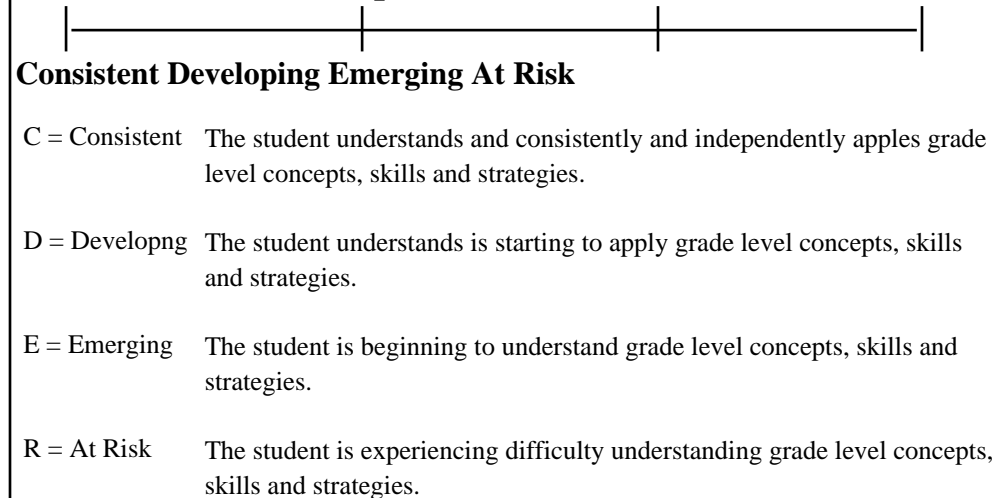 Consistent Developing Emerging At Risk
C = Consistent The student understands and consistently and independently apples grade
level concepts, skills and strategies.
D = Developng The student understands is starting to apply grade level concepts, skills
and strategies.
E = Emerging The student is beginning to understand grade level concepts, skills and
strategies.
R = At Risk The student is experiencing difficulty understanding grade level concepts,
skills and strategies.